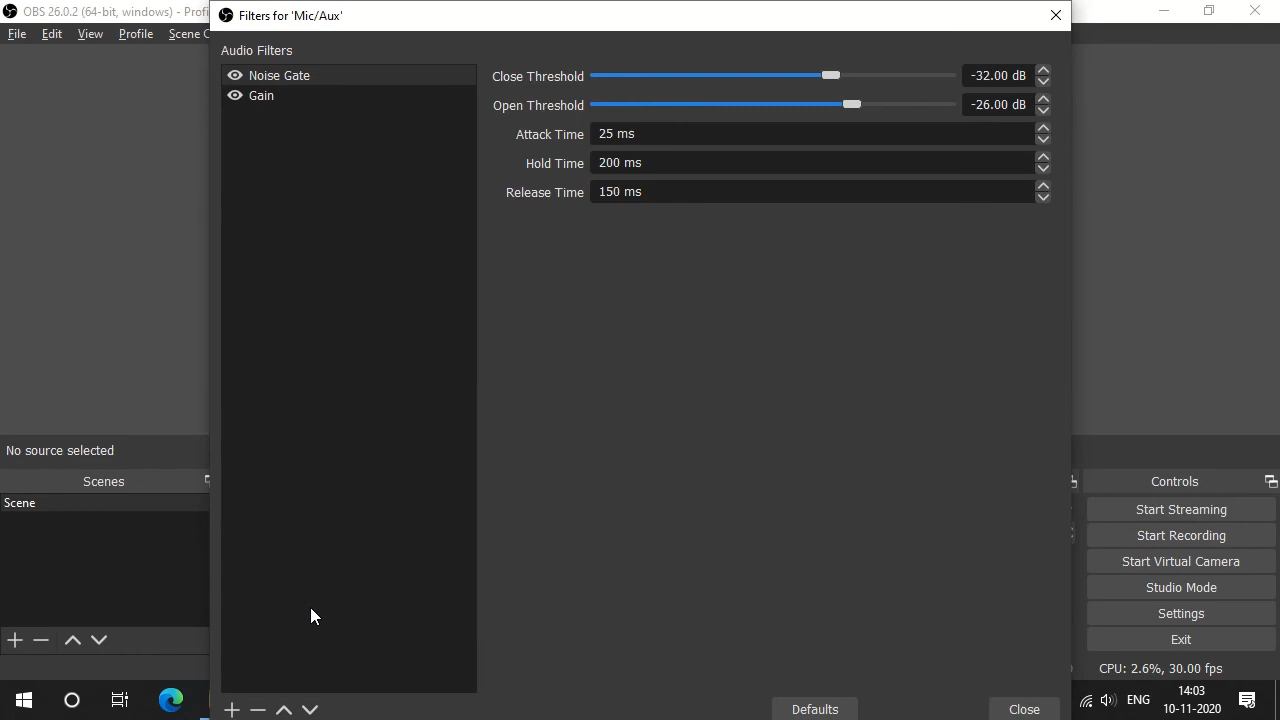 OBS 26.0.2 (64-bit, windows) - Profi
Filters for 'Mic/Aux'
File Edit View Profile Scene C
Audio Filters
Noise Gate
Gain
Close Threshold -32.00 dB
Open Threshold -26.00 dB
Attack Time 25 ms
Hold Time 200 ms
Release Time 150 ms
No source selected
Scenes
Scene
Controls
Start Streaming
Start Recording
Start Virtual Camera
Studio Mode
Settings
Exit
CPU: 2.6%, 30.00 fps
Defaults
Close
ENG
14:03
10-11-2020